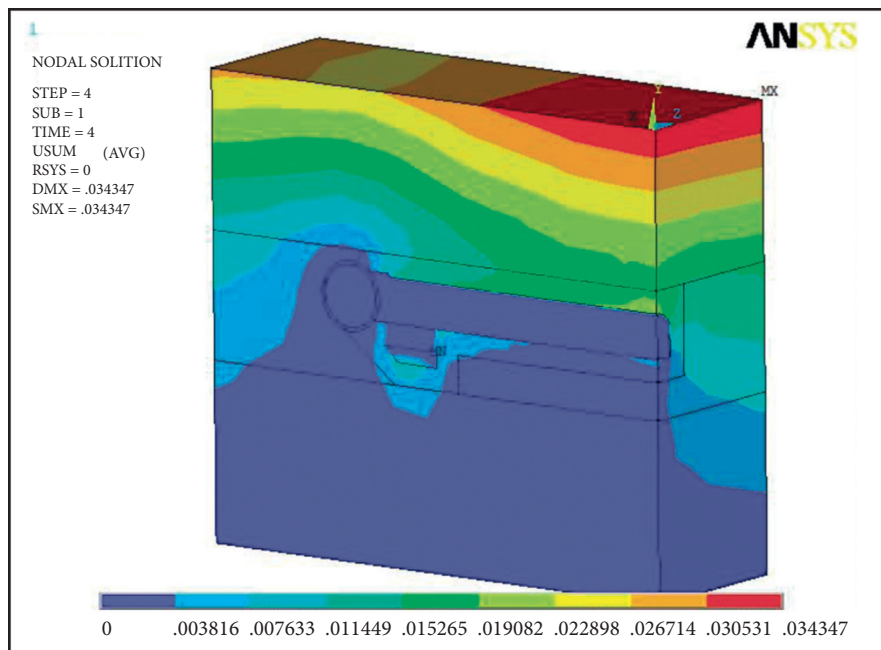 1
ANSYS
NODAL SOLITION
STEP = 4
SUB = 1
TIME = 4
USUM (AVG)
RSYS = 0
DMX = .034347
SMX = .034347
MX
Y
Z
0 .003816 .007633 .011449 .015265 .019082 .022898 .026714 .030531 .034347